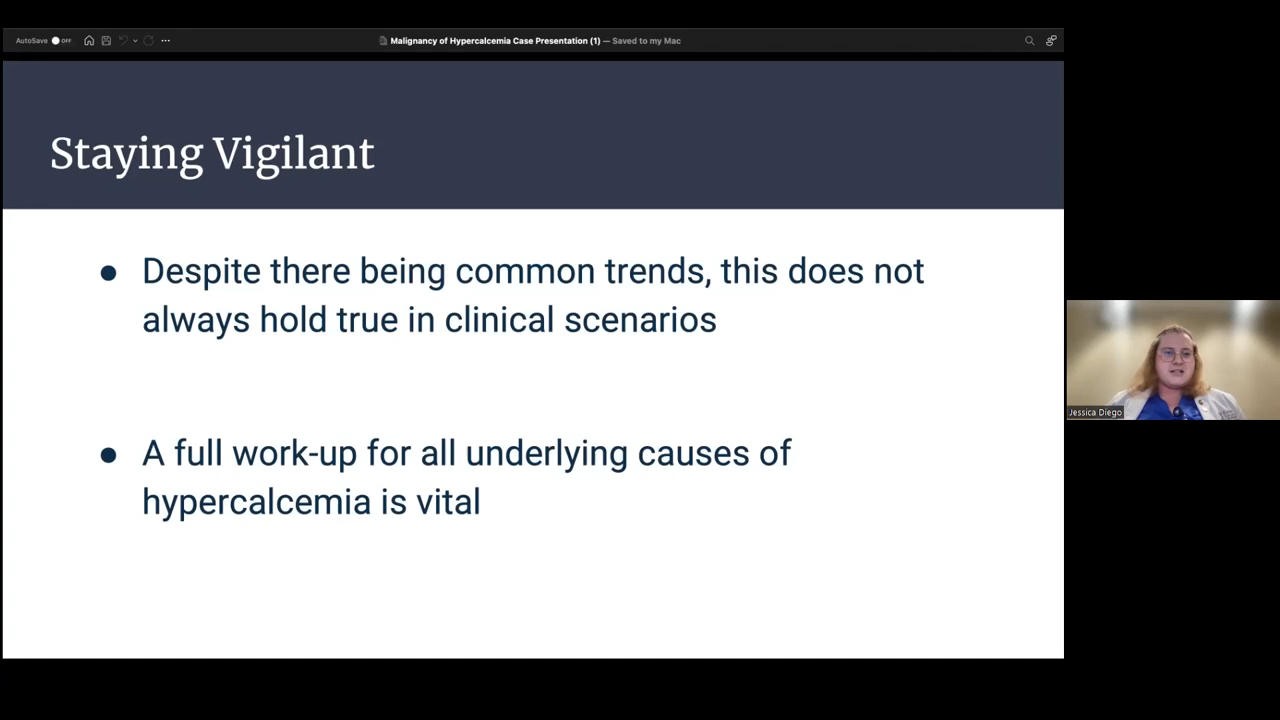 AutoSave OFF
Malignancy of Hypercalcemia Case Presentation (1) — Saved to my Mac
Staying Vigilant
● Despite there being common trends, this does not
always hold true in clinical scenarios
● A full work-up for all underlying causes of
hypercalcemia is vital
Jessica Diego